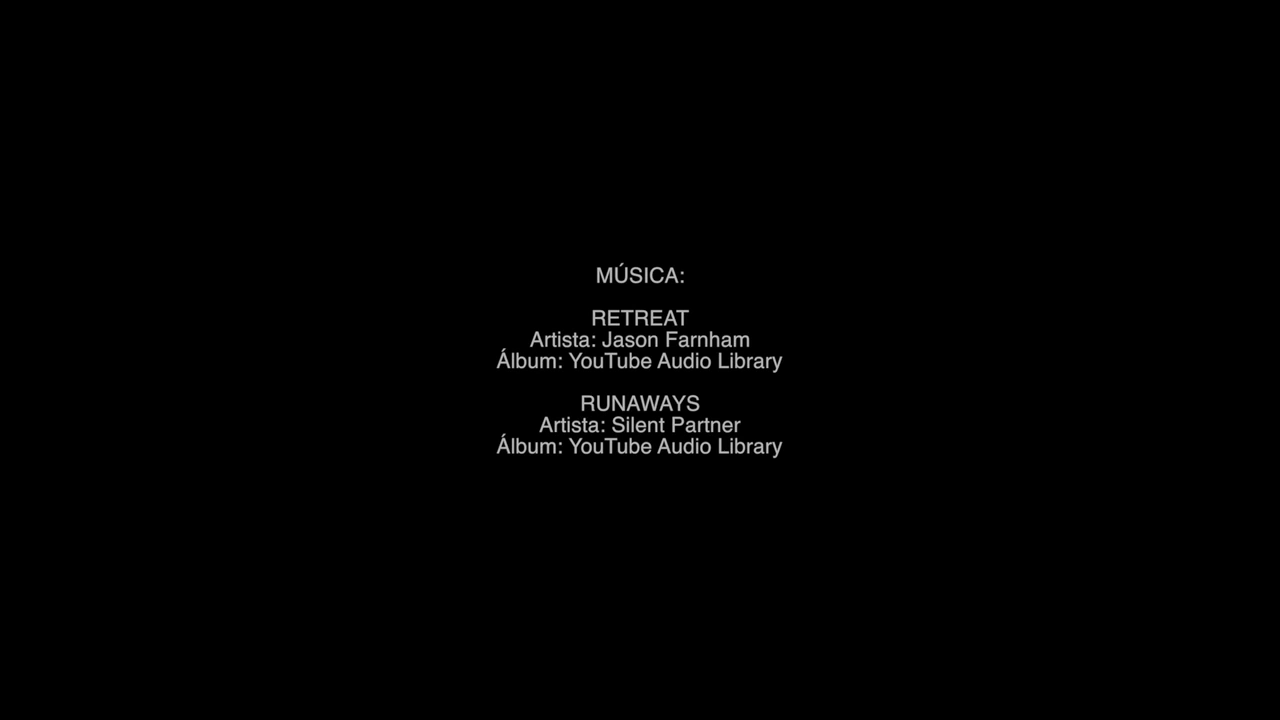 MÚSICA:
RETREAT
Artista: Jason Farnham
Álbum: YouTube Audio Library
RUNAWAYS
Artista: Silent Partner
Álbum: YouTube Audio Library